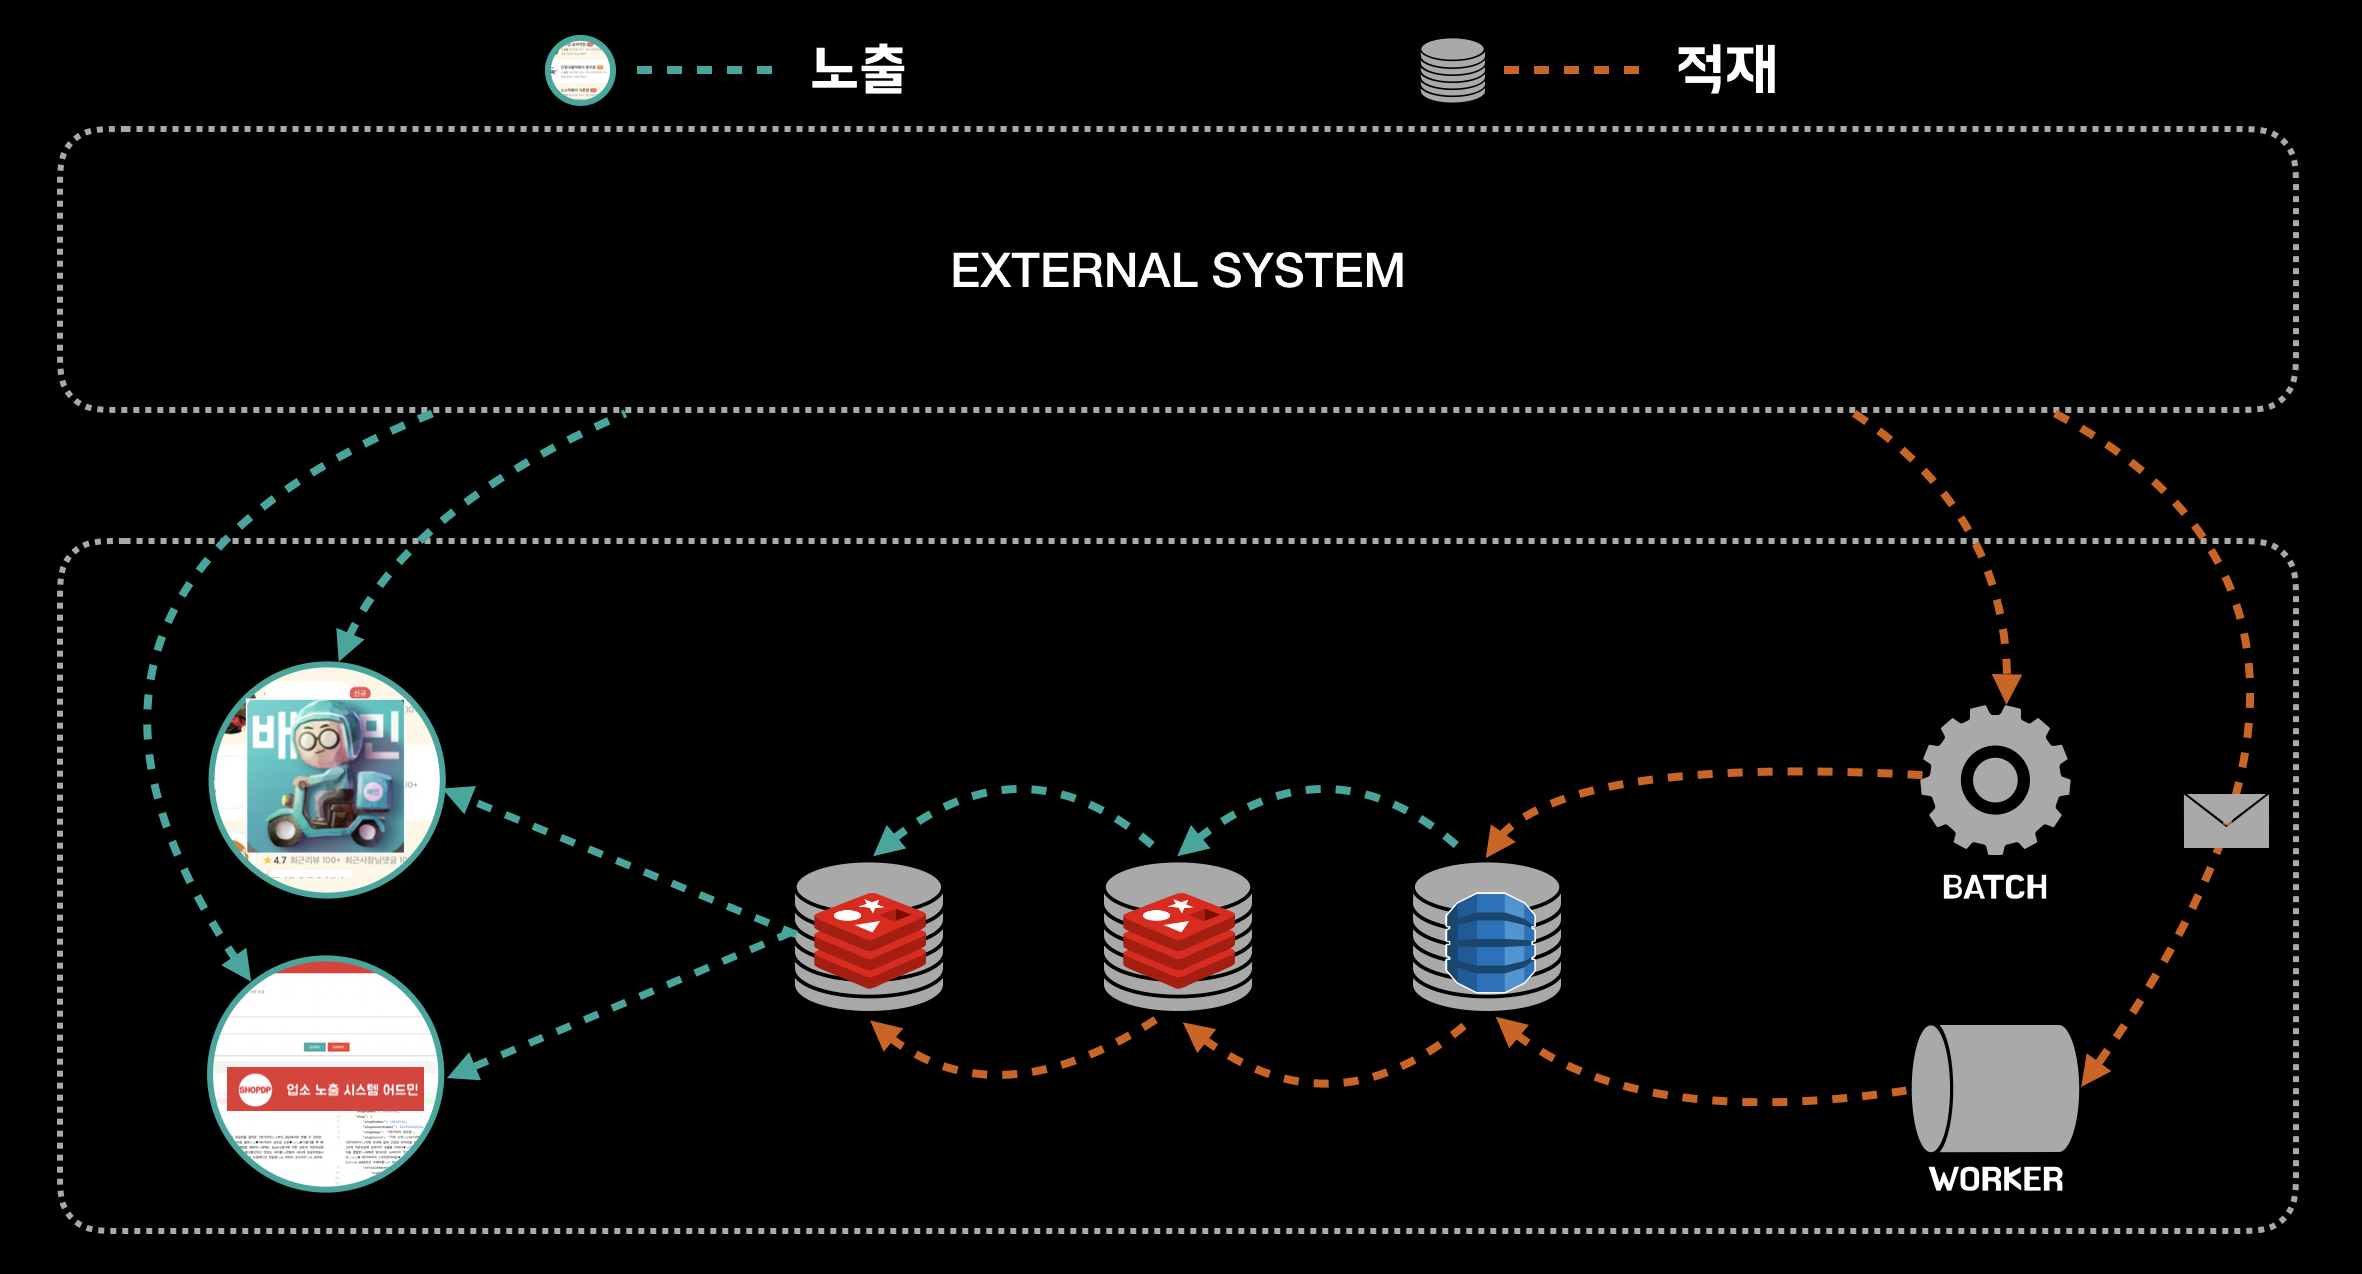 노출
적재
EXTERNAL SYSTEM
신규
배민
10+
★4.7 최근리뷰 100+ 최근사장님댓글 10
BATCH
SHOPDP 업소 노출 시스템 어드민
WORKER